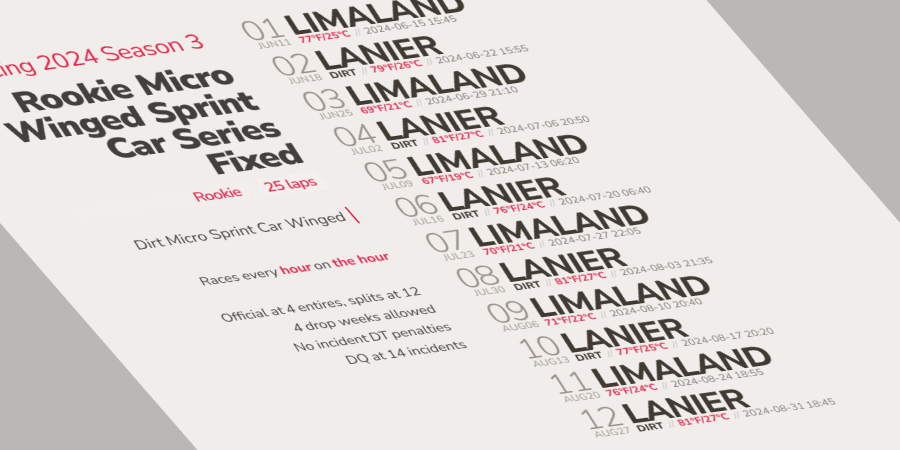 ing 2024 Season 3
Rookie Micro
Winged Sprint
Car Series
Fixed
Rookie 25 laps
Dirt Micro Sprint Car Winged
Races every hour on the hour
Official at 4 entires, splits at 12
4 drop weeks allowed
No incident DT penalties
DQ at 14 incidents
01 LIMALAND
JUN11 77°F/25°C // 2024-06-15 15:45
02 LANIER
JUN18 DIRT // 79°F/26°C // 2024-06-22 15:55
03 LIMALAND
JUN25 69°F/21°C // 2024-06-29 21:10
04 LANIER
JUL02 DIRT // 81°F/27°C // 2024-07-06 20:50
05 LIMALAND
JUL09 67°F/19°C // 2024-07-13 06:20
06 LANIER
JUL16 DIRT // 76°F/24°C // 2024-07-20 06:40
07 LIMALAND
JUL23 70°F/21°C // 2024-07-27 22:05
08 LANIER
JUL30 DIRT // 81°F/27°C // 2024-08-03 21:35
09 LIMALAND
AUG06 71°F/22°C // 2024-08-10 20:40
10 LANIER
AUG13 DIRT // 77°F/25°C // 2024-08-17 20:20
11 LIMALAND
AUG20 76°F/24°C // 2024-08-24 18:55
12 LANIER
AUG27 DIRT // 81°F/27°C // 2024-08-31 18:45